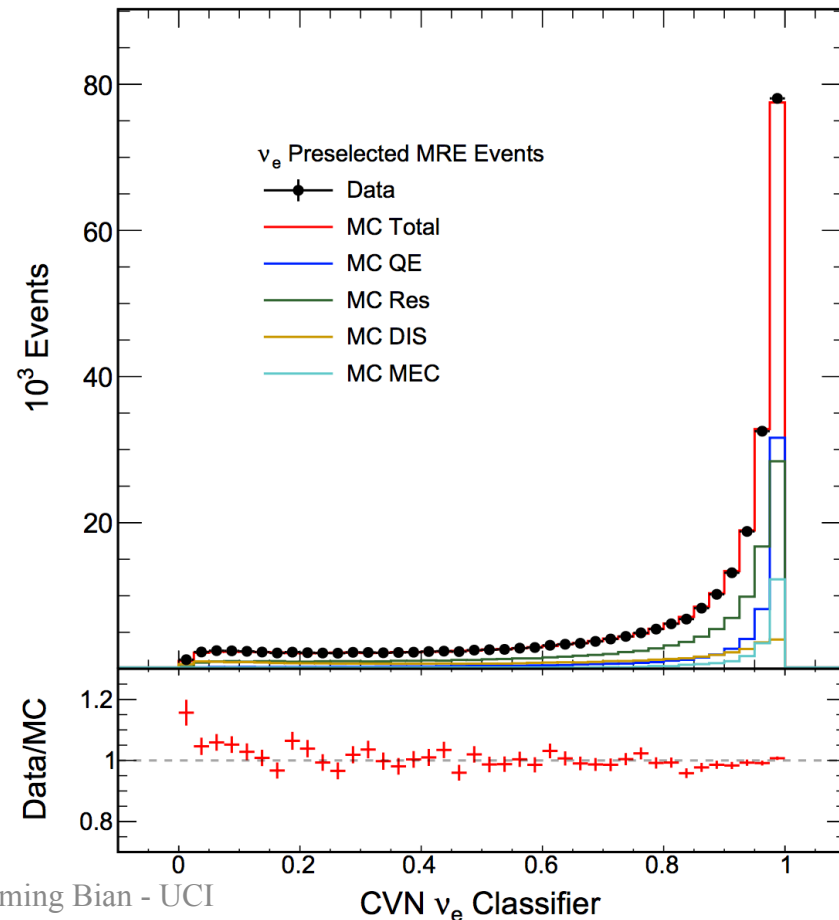 80
60
40
20
10³ Events
νₑ Preselected MRE Events
Data
MC Total
MC QE
MC Res
MC DIS
MC MEC
1.2
1
0.8
Data/MC
0 0.2 0.4 0.6 0.8 1
ming Bian - UCI
CVN νₑ Classifier